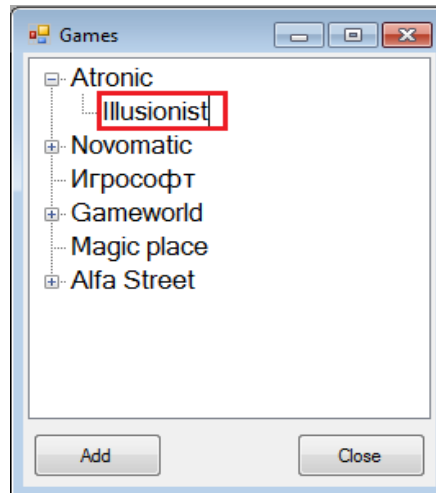 Games
Atronic
Illusionist
Novomatic
Игрософт
Gameworld
Magic place
Alfa Street
Add
Close